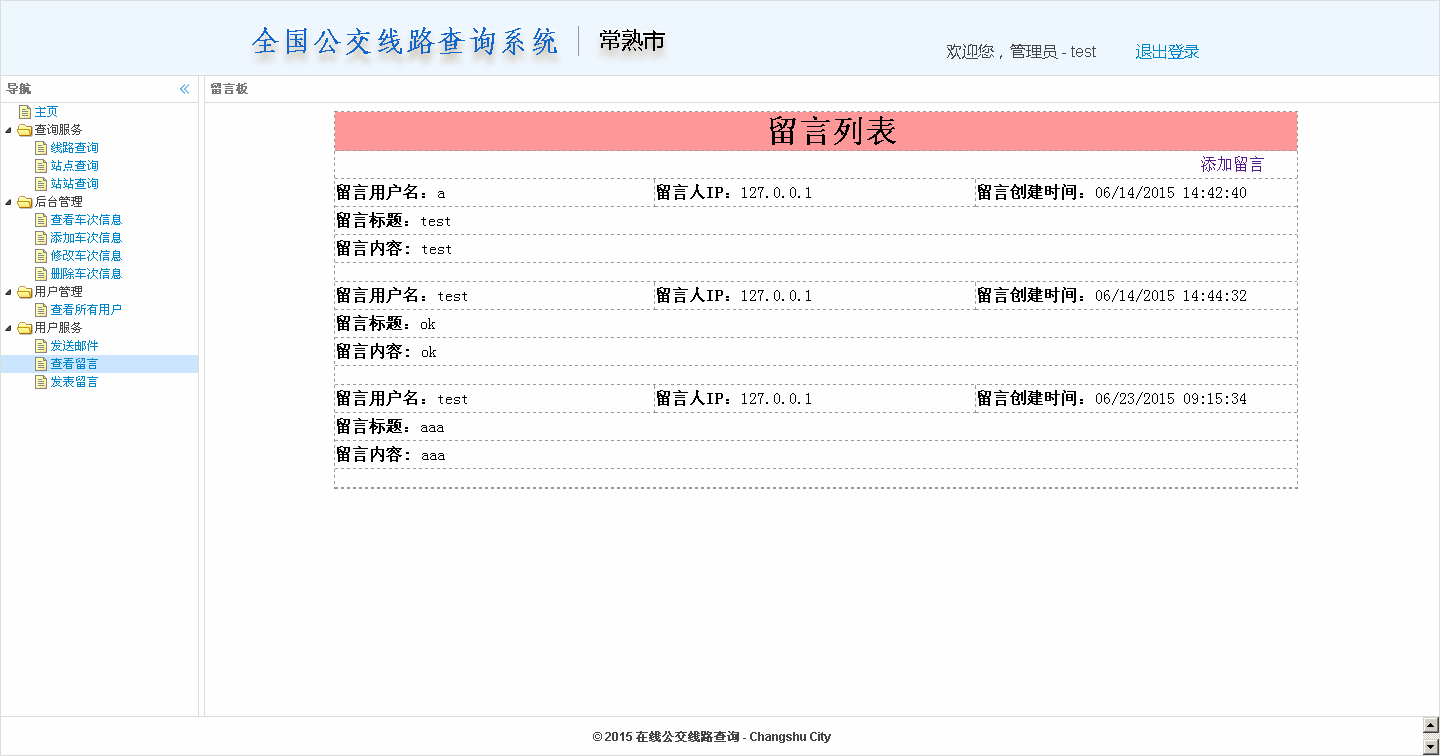 全国公交线路查询系统 常熟市
欢迎您，管理员 - test 退出登录
导航
主页
查询服务
线路查询
站点查询
站站查询
后台管理
查看车次信息
添加车次信息
修改车次信息
删除车次信息
用户管理
查看所有用户
用户服务
发送邮件
查看留言
发表留言
留言板
留言列表
添加留言
留言用户名：a 留言人IP：127.0.0.1 留言创建时间：06/14/2015 14:42:40
留言标题：test
留言内容：test
留言用户名：test 留言人IP：127.0.0.1 留言创建时间：06/14/2015 14:44:32
留言标题：ok
留言内容：ok
留言用户名：test 留言人IP：127.0.0.1 留言创建时间：06/23/2015 09:15:34
留言标题：aaa
留言内容：aaa
© 2015 在线公交线路查询 - Changshu City